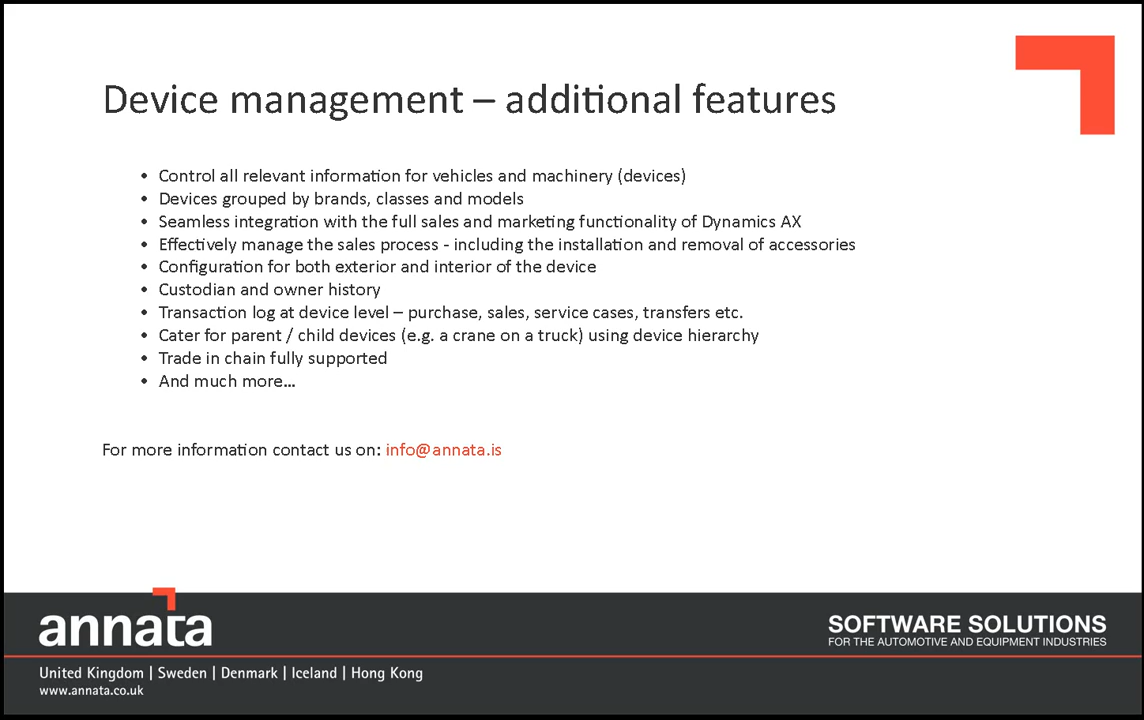 Device management – additional features
• Control all relevant information for vehicles and machinery (devices)
• Devices grouped by brands, classes and models
• Seamless integration with the full sales and marketing functionality of Dynamics AX
• Effectively manage the sales process - including the installation and removal of accessories
• Configuration for both exterior and interior of the device
• Custodian and owner history
• Transaction log at device level – purchase, sales, service cases, transfers etc.
• Cater for parent / child devices (e.g. a crane on a truck) using device hierarchy
• Trade in chain fully supported
• And much more…
For more information contact us on: info@annata.is
annata
SOFTWARE SOLUTIONS
FOR THE AUTOMOTIVE AND EQUIPMENT INDUSTRIES
United Kingdom | Sweden | Denmark | Iceland | Hong Kong
www.annata.co.uk